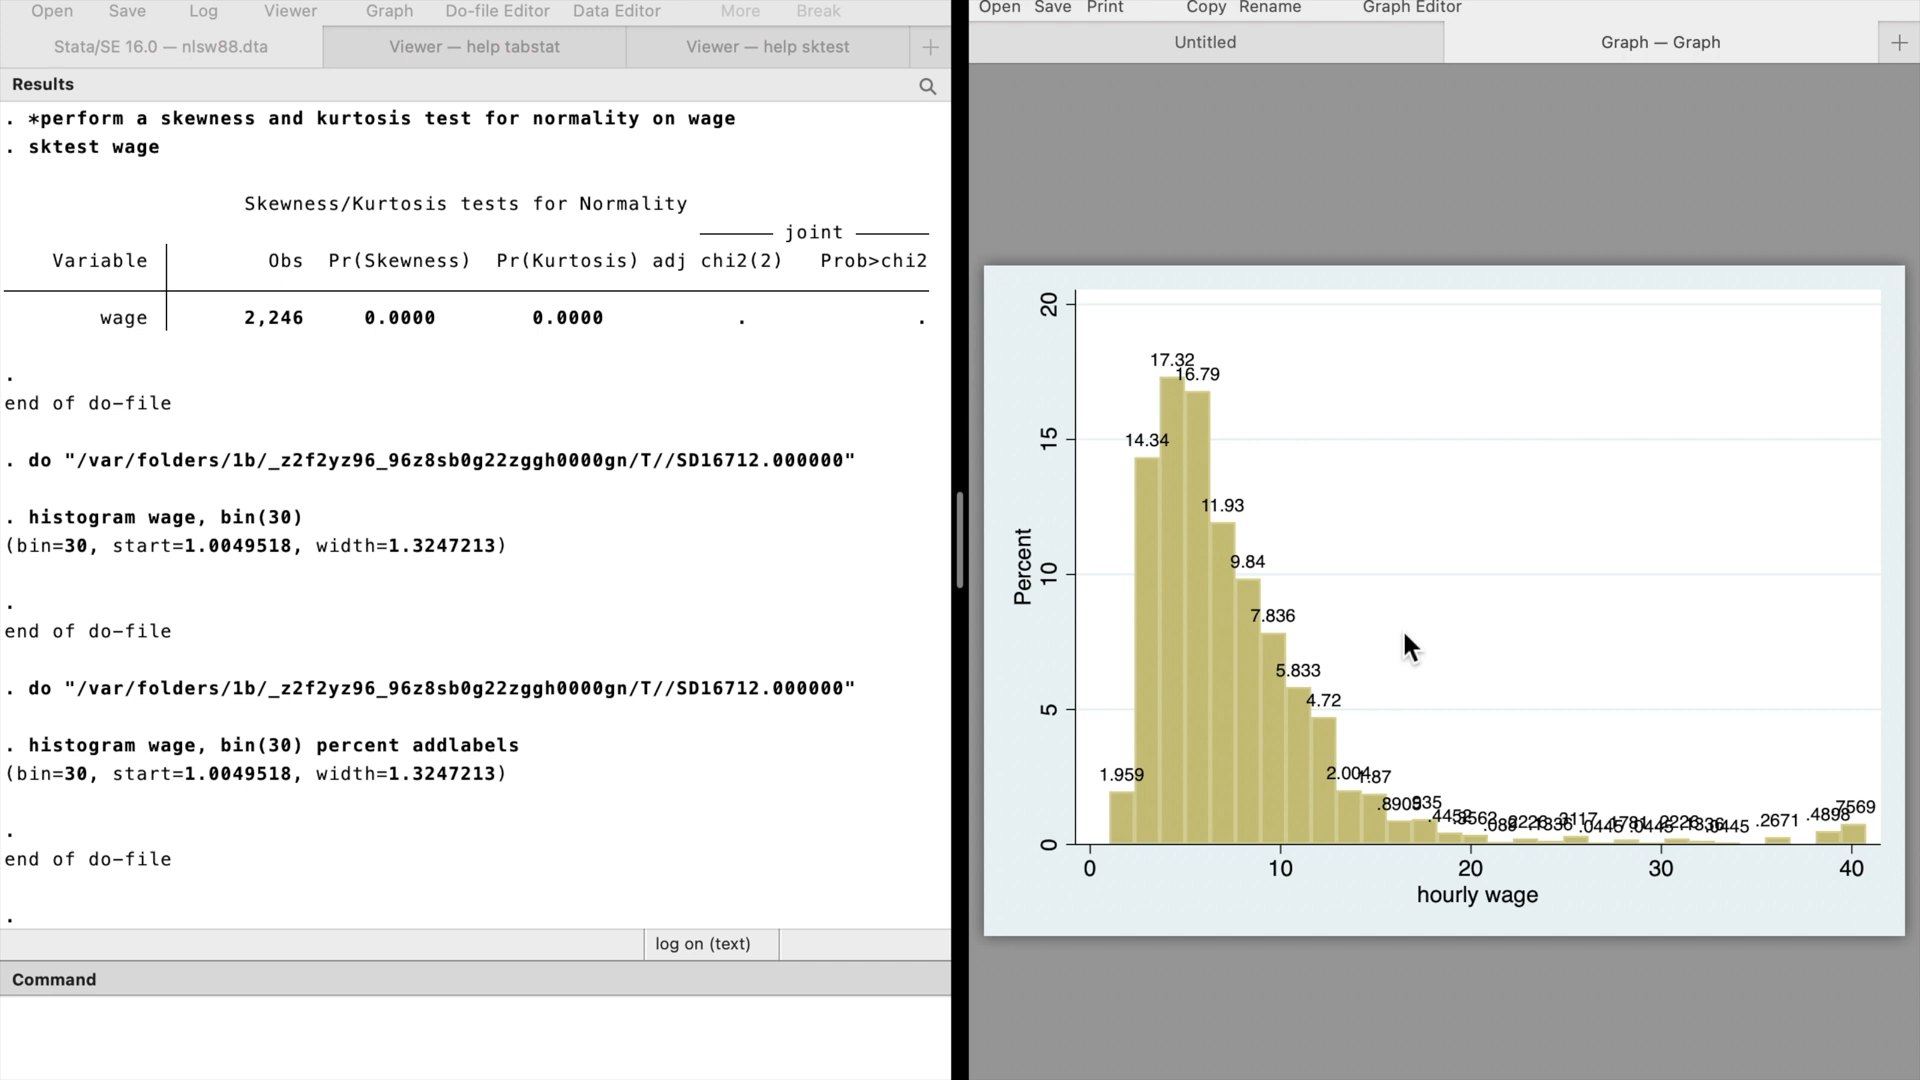 Open Save Log Viewer Graph Do-file Editor Data Editor More Break
Stata/SE 16.0 — nlsw88.dta Viewer — help tabstat Viewer — help sktest
Results
. *perform a skewness and kurtosis test for normality on wage
. sktest wage
Skewness/Kurtosis tests for Normality
joint
Variable Obs Pr(Skewness) Pr(Kurtosis) adj chi2(2) Prob>chi2
wage 2,246 0.0000 0.0000 . .
.
end of do-file
. do "/var/folders/1b/_z2f2yz96_96z8sb0g22zggh0000gn/T//SD16712.000000"
. histogram wage, bin(30)
(bin=30, start=1.0049518, width=1.3247213)
.
end of do-file
. do "/var/folders/1b/_z2f2yz96_96z8sb0g22zggh0000gn/T//SD16712.000000"
. histogram wage, bin(30) percent addlabels
(bin=30, start=1.0049518, width=1.3247213)
.
end of do-file
.
log on (text)
Command
Open Save Print Copy Rename Graph Editor
Untitled Graph — Graph
Percent
20
15
10
5
0
1.959
14.34
17.32
16.79
11.93
9.84
7.836
5.833
4.72
2.004
1.87
.2671
.4898
.7569
0 10 20 30 40
hourly wage